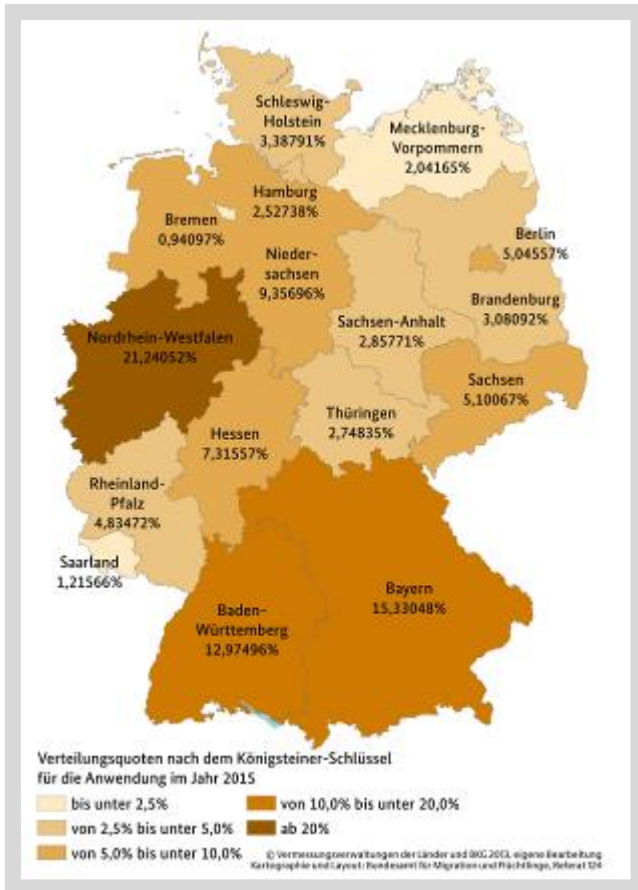 Schleswig-
Holstein
3,38791%
Mecklenburg-
Vorpommern
2,04165%
Hamburg
2,52738%
Bremen
0,94097%
Berlin
5,04557%
Nieder-
sachsen
9,35696%
Brandenburg
3,08092%
Sachsen-Anhalt
2,85771%
Nordrhein-Westfalen
21,24052%
Sachsen
5,10067%
Thüringen
2,74835%
Hessen
7,31557%
Rheinland-
Pfalz
4,83472%
Saarland
1,21566%
Bayern
15,33048%
Baden-
Württemberg
12,97496%
Verteilungsquoten nach dem Königsteiner-Schlüssel
für die Anwendung im Jahr 2015
bis unter 2,5%
von 2,5% bis unter 5,0%
von 5,0% bis unter 10,0%
von 10,0% bis unter 20,0%
ab 20%
© Vermessungsverwaltungen der Länder und BKG 2013, eigene Bearbeitung
Kartographie und Layout: Bundesamt für Migration und Flüchtlinge, Referat 124